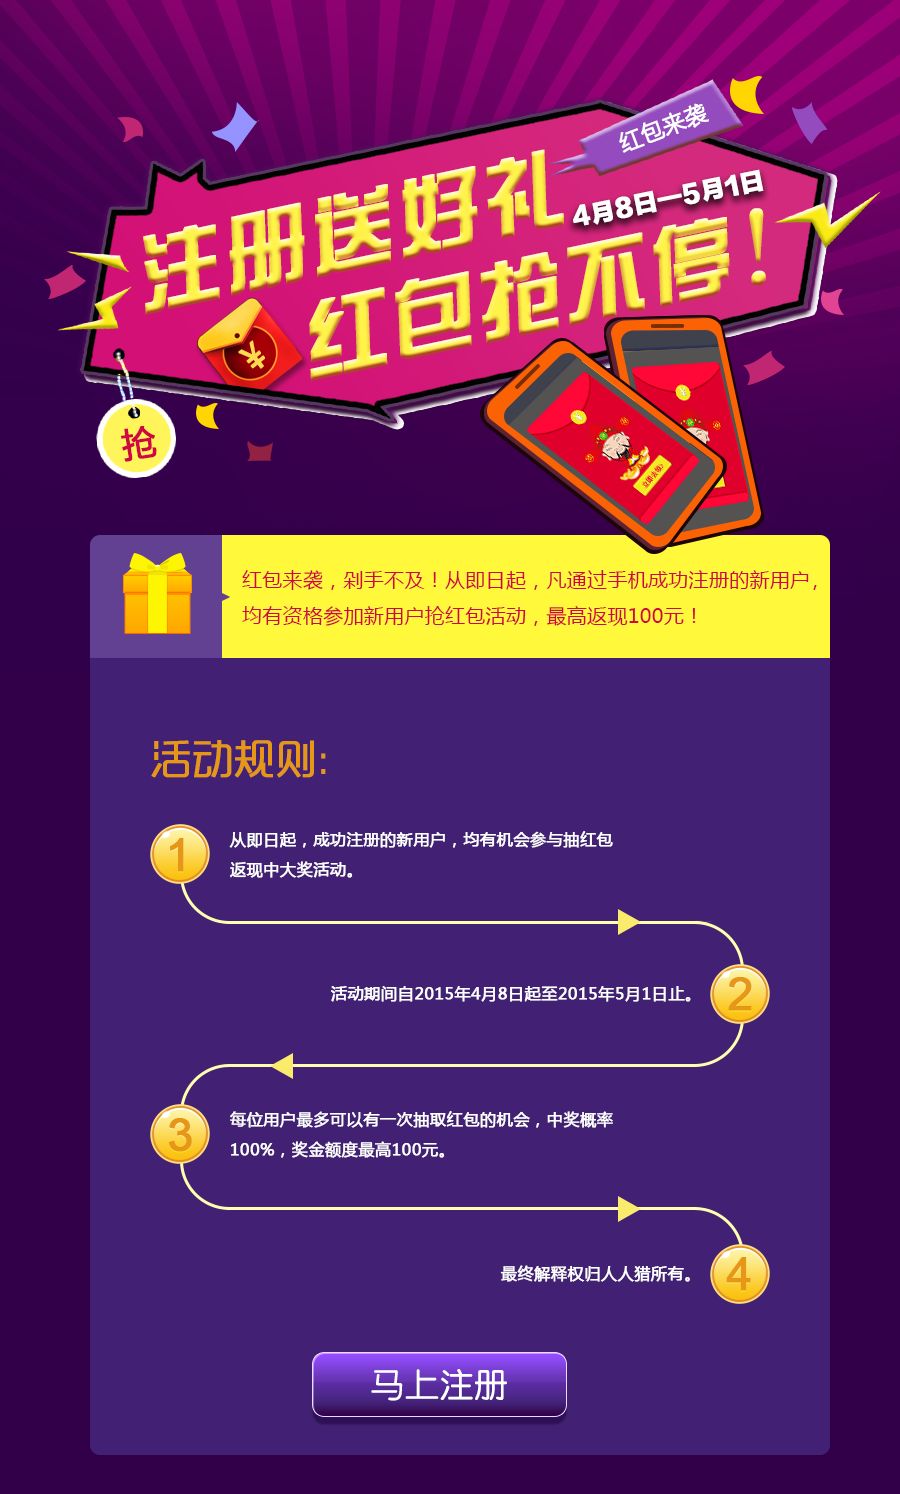 红包来袭
注册送好礼
4月8日—5月1日
红包抢不停！
¥
抢
红包来袭，剁手不及！从即日起，凡通过手机成功注册的新用户，
均有资格参加新用户抢红包活动，最高返现100元！
活动规则:
1
从即日起，成功注册的新用户，均有机会参与抽红包
返现中大奖活动。
2
活动期间自2015年4月8日起至2015年5月1日止。
3
每位用户最多可以有一次抽取红包的机会，中奖概率
100%，奖金额度最高100元。
4
最终解释权归人人猎所有。
马上注册